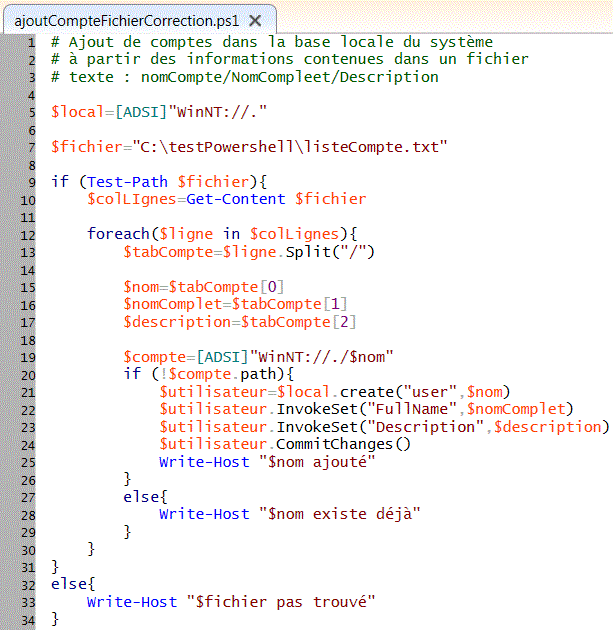 ajoutCompteFichierCorrection.ps1
1 # Ajout de comptes dans la base locale du système
2 # à partir des informations contenues dans un fichier
3 # texte : nomCompte/NomCompleet/Description
4
5 $local=[ADSI]"WinNT://."
6
7 $fichier="C:\testPowershell\listeCompte.txt"
8
9 if (Test-Path $fichier){
10 $colLIgnes=Get-Content $fichier
11
12 foreach($ligne in $colLignes){
13 $tabCompte=$ligne.Split("/")
14
15 $nom=$tabCompte[0]
16 $nomComplet=$tabCompte[1]
17 $description=$tabCompte[2]
18
19 $compte=[ADSI]"WinNT://./$nom"
20 if (!$compte.path){
21 $utilisateur=$local.create("user",$nom)
22 $utilisateur.InvokeSet("FullName",$nomComplet)
23 $utilisateur.InvokeSet("Description",$description)
24 $utilisateur.CommitChanges()
25 Write-Host "$nom ajouté"
26 }
27 else{
28 Write-Host "$nom existe déjà"
29 }
30 }
31 }
32 else{
33 Write-Host "$fichier pas trouvé"
34 }